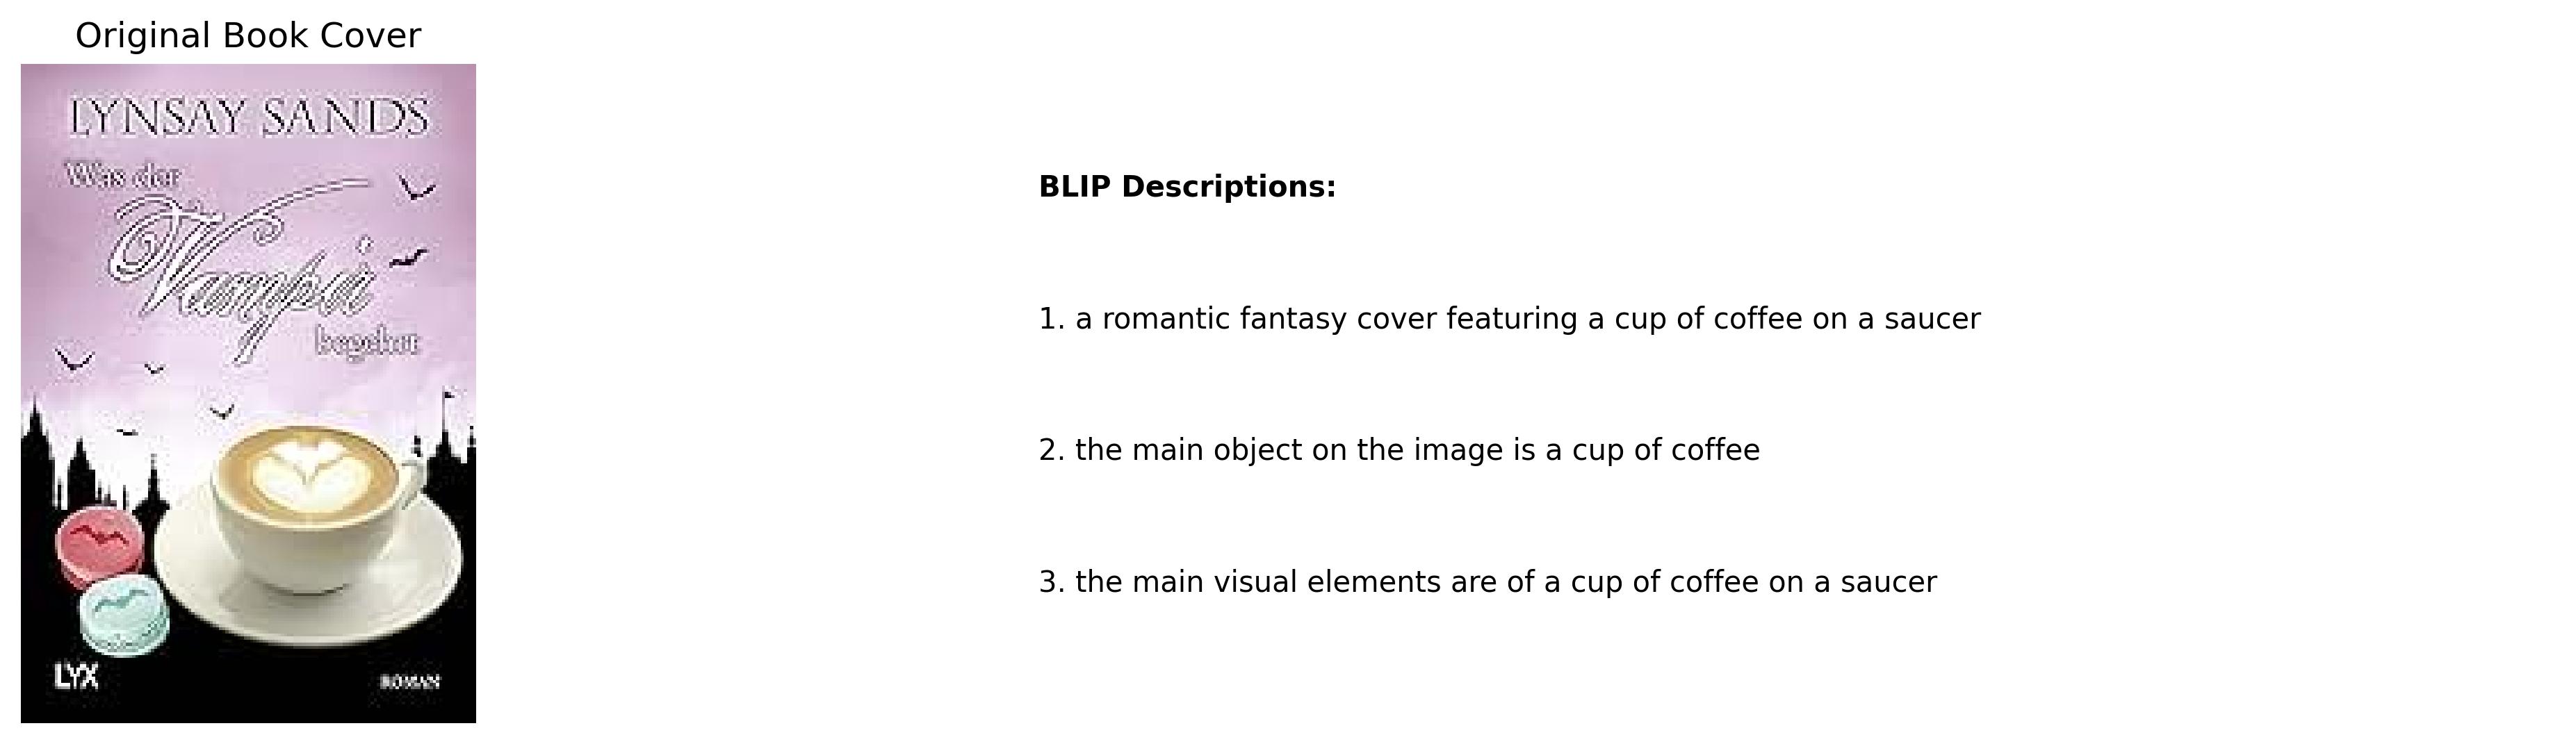 Original Book Cover
LYNSAY SANDS
Was der
Vampir
begehrt
LYX
ROMAN
BLIP Descriptions:
1. a romantic fantasy cover featuring a cup of coffee on a saucer
2. the main object on the image is a cup of coffee
3. the main visual elements are of a cup of coffee on a saucer